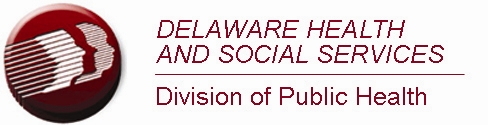 DELAWARE HEALTH
AND SOCIAL SERVICES
Division of Public Health